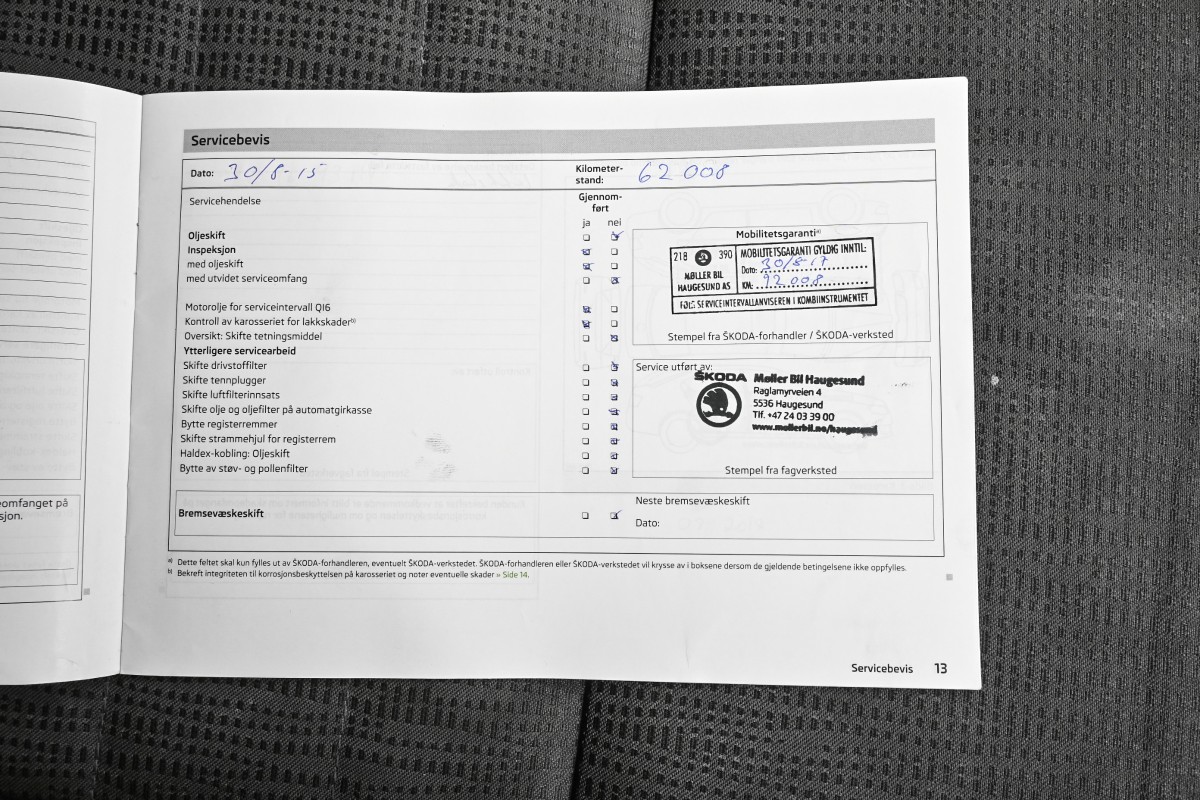 Servicebevis
Dato: 30/8-15
Kilometer-
stand: 62 008
Servicehendelse
Gjennom-
ført
ja nei
Oljeskift
Inspeksjon
med oljeskift
med utvidet serviceomfang
Motorolje for serviceintervall QI6
Kontroll av karosseriet for lakkskader b)
Oversikt: Skifte tetningsmiddel
Ytterligere servicearbeid
Skifte drivstoffilter
Skifte tennplugger
Skifte luftfilterinnsats
Skifte olje og oljefilter på automatgirkasse
Bytte registerremmer
Skifte strammehjul for registerrem
Haldex-kobling: Oljeskift
Bytte av støv- og pollenfilter
Mobilitetsgaranti a)
218 390
MØLLER BIL
HAUGESUND AS
MOBILITETSGARANTI GYLDIG INNTIL:
Dato: 30/8-17
KM.: 92 008
FØLG SERVICEINTERVALLANVISEREN I KOMBIINSTRUMENTET
Stempel fra ŠKODA-forhandler / ŠKODA-verksted
Service utført av:
ŠKODA
Møller Bil Haugesund
Raglamyrveien 4
5536 Haugesund
Tlf. +47 24 03 39 00
www.mollerbil.no/haugesund
Stempel fra fagverksted
Bremsevæskeskift
Neste bremsevæskeskift
Dato:
a) Dette feltet skal kun fylles ut av ŠKODA-forhandleren, eventuelt ŠKODA-verkstedet. ŠKODA-forhandleren eller ŠKODA-verkstedet vil krysse av i boksene dersom de gjeldende betingelsene ikke oppfylles.
b) Bekreft integriteten til korrosjonsbeskyttelsen på karosseriet og noter eventuelle skader » Side 14.
Servicebevis 13
eomfanget på
sjon.